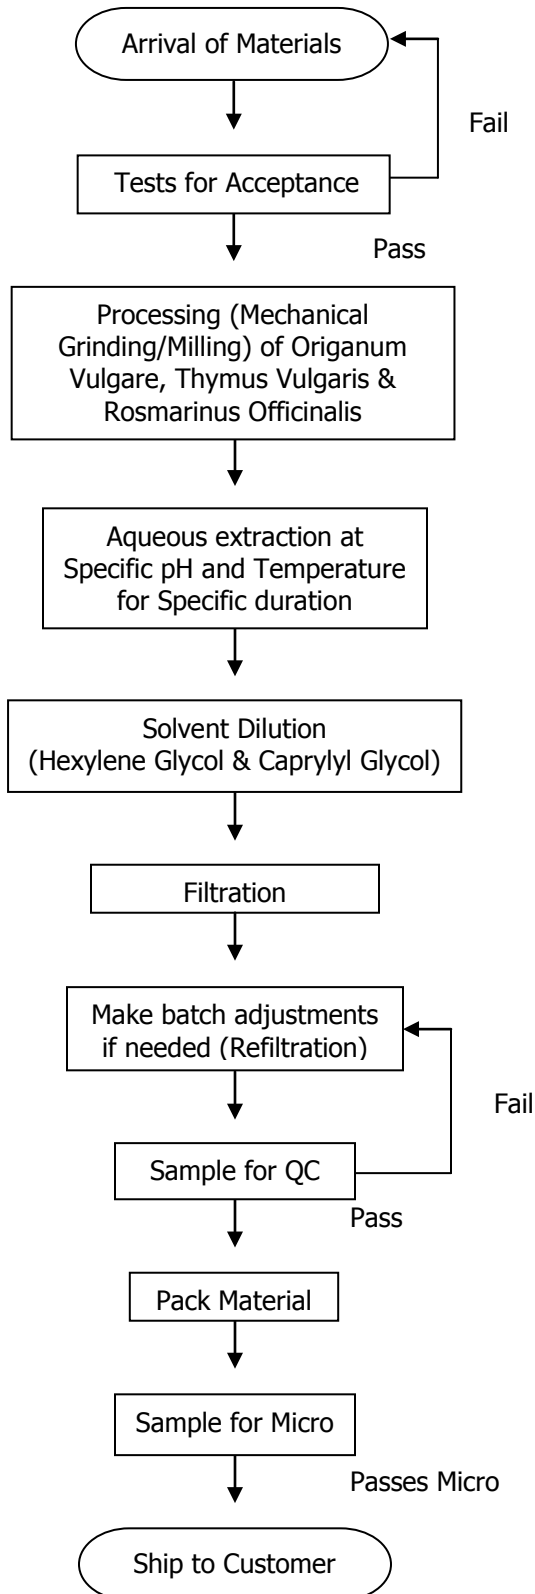 Arrival of Materials
Fail
Tests for Acceptance
Pass
Processing (Mechanical
Grinding/Milling) of Origanum
Vulgare, Thymus Vulgaris &
Rosmarinus Officinalis
Aqueous extraction at
Specific pH and Temperature
for Specific duration
Solvent Dilution
(Hexylene Glycol & Caprylyl Glycol)
Filtration
Make batch adjustments
if needed (Refiltration)
Fail
Sample for QC
Pass
Pack Material
Sample for Micro
Passes Micro
Ship to Customer